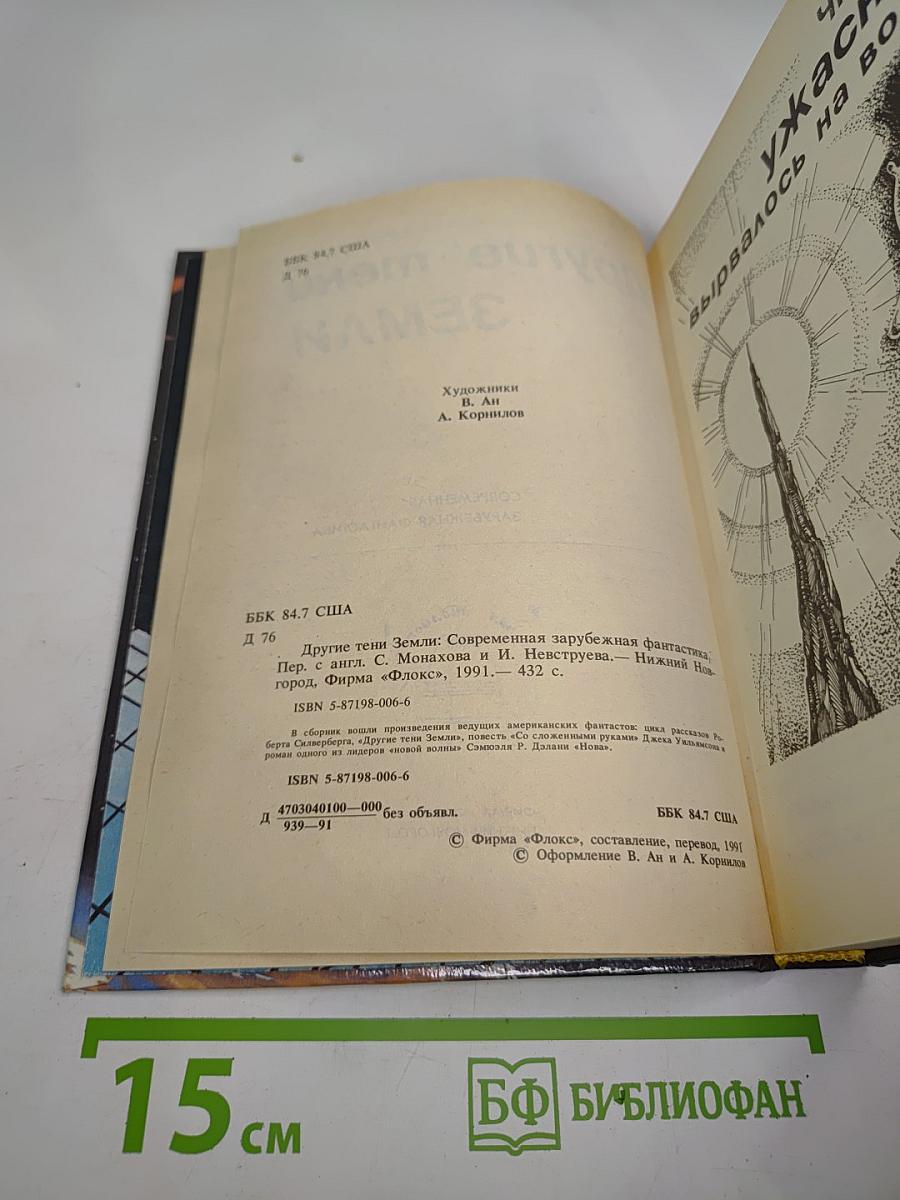 ББК 84.7 США
Д 76
Художники
В. Ан
А. Корнилов
ББК 84.7 США
Д 76
Другие тени Земли: Современная зарубежная фантастика;
Пер. с англ. С. Монахова и И. Невструева.— Нижний Нов-
город, Фирма «Флокс», 1991.— 432 с.
ISBN 5-87198-006-6
В сборник вошли произведения ведущих американских фантастов: цикл рассказов Ро-
берта Силверберга, «Другие тени Земли», повесть «Со сложенными руками» Джека Уильямсона и
роман одного из лидеров «новой волны» Сэмюэля Р. Дэлани «Нова».
ISBN 5-87198-006-6
Д 4703040100—000 без объявл.
939—91
ББК 84.7 США
© Фирма «Флокс», составление, перевод, 1991
© Оформление В. Ан и А. Корнилов
ужасн
вырвалось на во
15 см
БФ БИБЛИОФАН